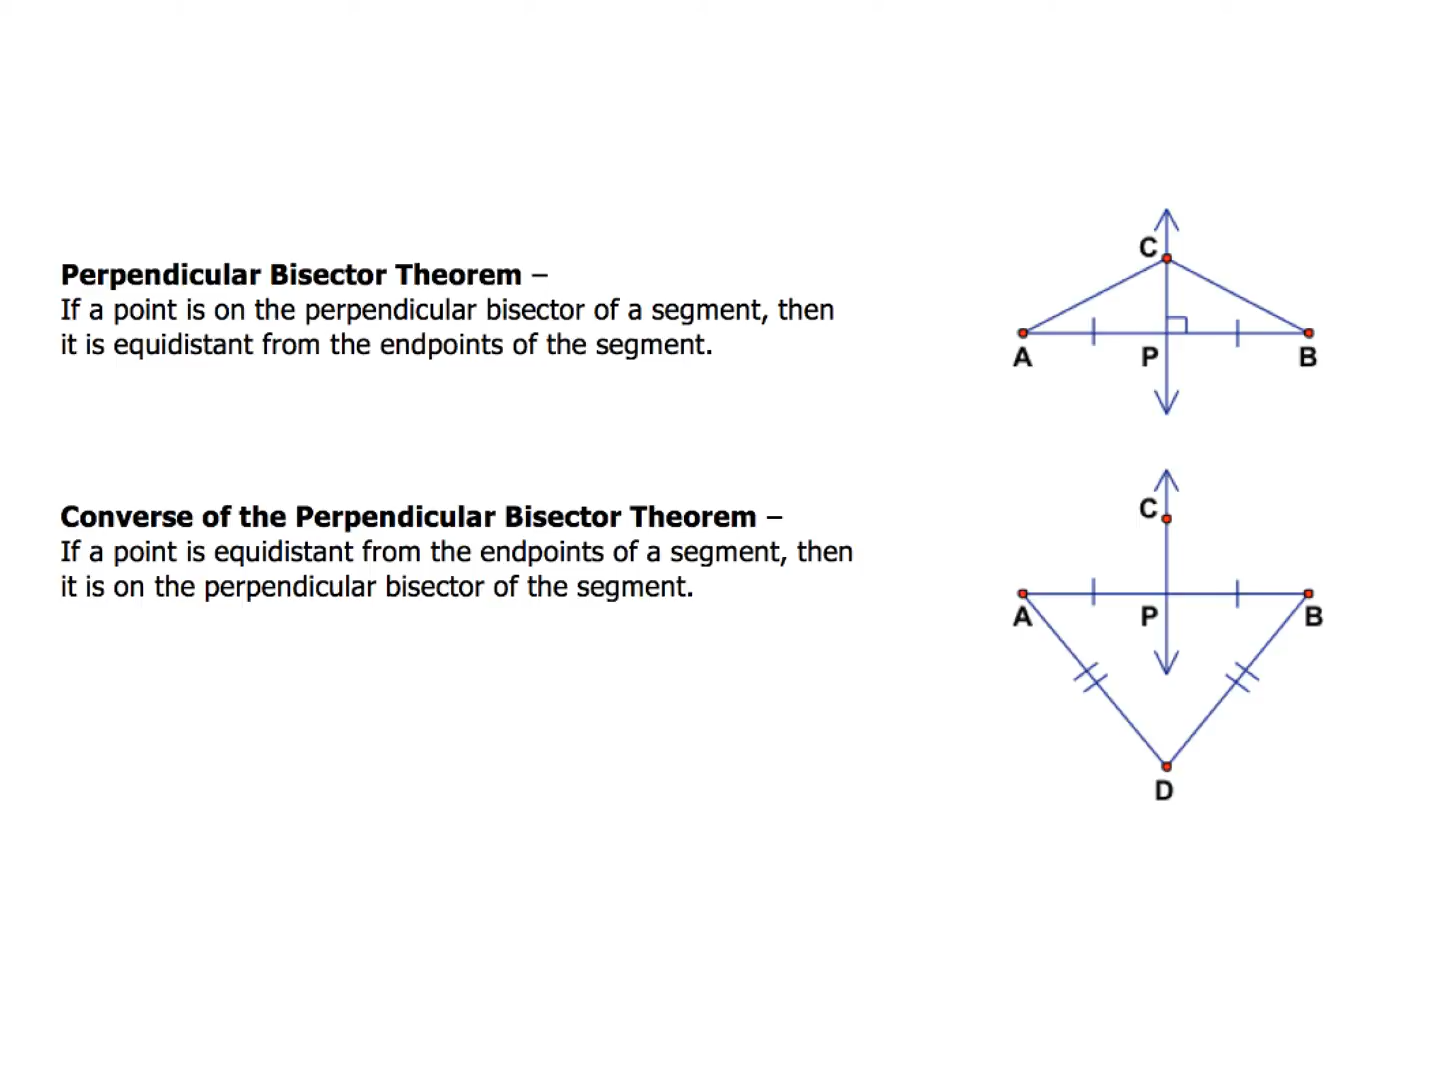 Perpendicular Bisector Theorem –
If a point is on the perpendicular bisector of a segment, then
it is equidistant from the endpoints of the segment.
C
A
P
B
Converse of the Perpendicular Bisector Theorem –
If a point is equidistant from the endpoints of a segment, then
it is on the perpendicular bisector of the segment.
C
A
P
B
D